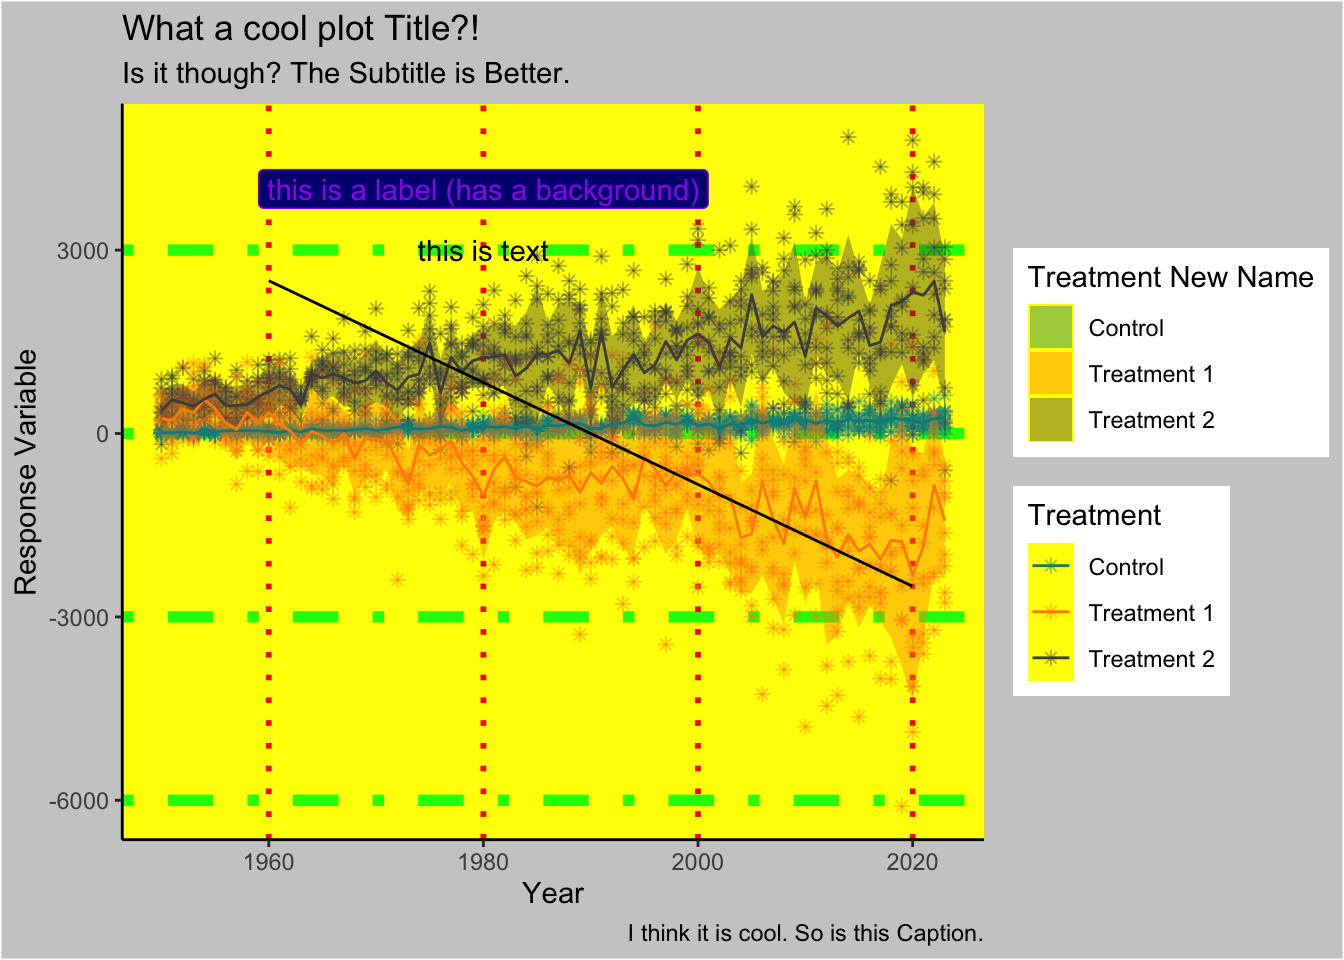 What a cool plot Title?!
Is it though? The Subtitle is Better.
this is a label (has a background)
this is text
3000
0
-3000
-6000
Response Variable
1960
1980
2000
2020
Year
I think it is cool. So is this Caption.
Treatment New Name
Control
Treatment 1
Treatment 2
Treatment
Control
Treatment 1
Treatment 2